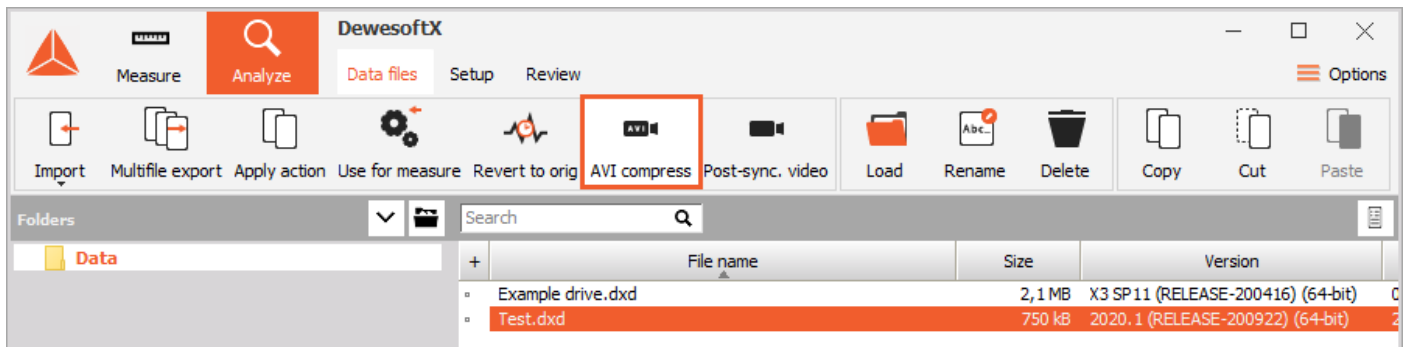 DewesoftX
Measure Analyze Data files Setup Review Options
AVI
Abc...
Import Multifile export Apply action Use for measure Revert to orig AVI compress Post-sync. video Load Rename Delete Copy Cut Paste
Folders Search
Data + File name Size Version
Example drive.dxd 2,1 MB X3 SP11 (RELEASE-200416) (64-bit)
Test.dxd 750 kB 2020.1 (RELEASE-200922) (64-bit)